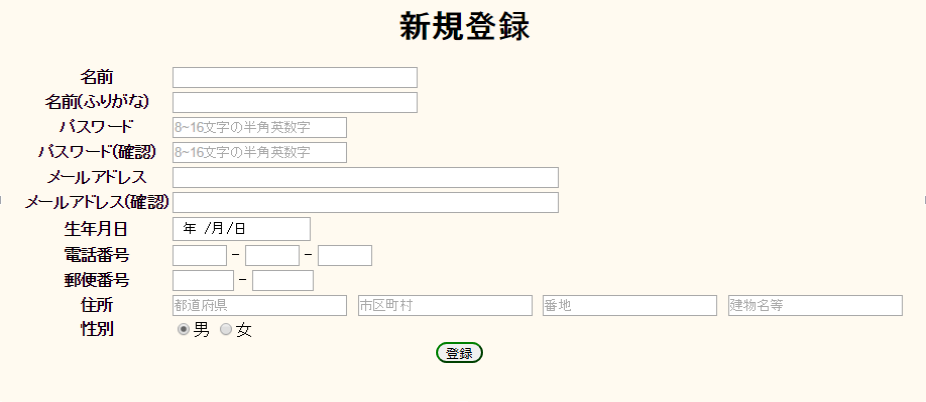 新規登録
名前
名前(ふりがな)
パスワード 8~16文字の半角英数字
パスワード(確認) 8~16文字の半角英数字
メールアドレス
メールアドレス(確認)
生年月日 年 /月/日
電話番号 - -
郵便番号 -
住所 都道府県 市区町村 番地 建物名等
性別 男 女
登録